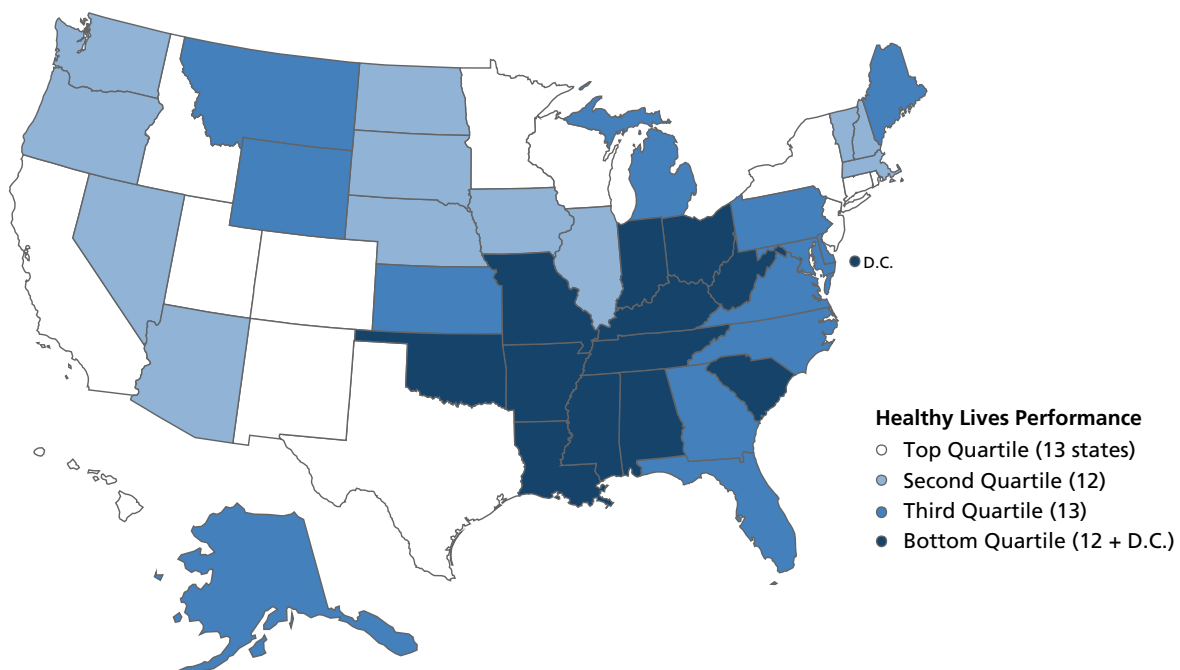 D.C.
Healthy Lives Performance
Top Quartile (13 states)
Second Quartile (12)
Third Quartile (13)
Bottom Quartile (12 + D.C.)